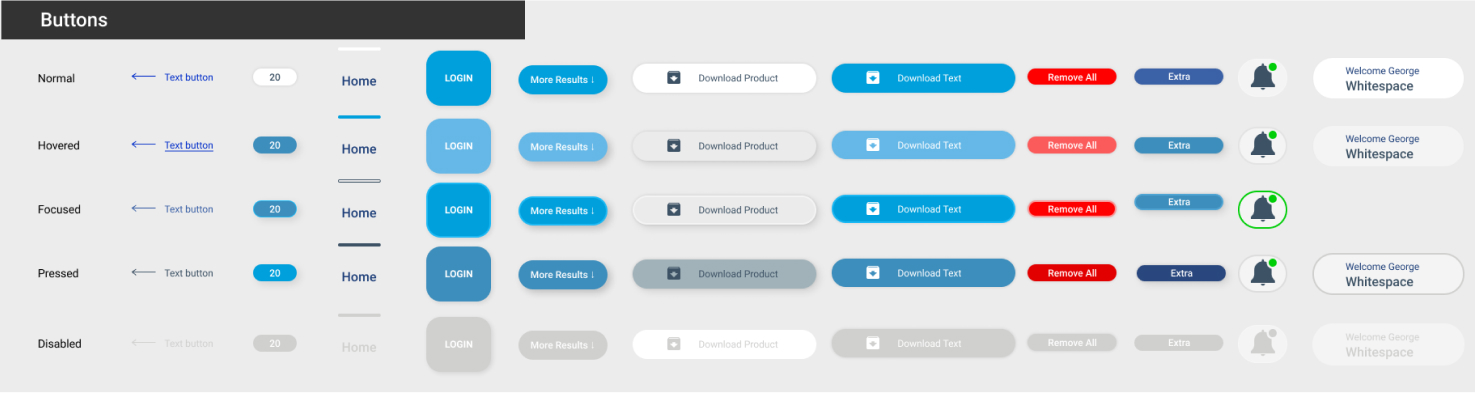 Buttons
Normal
Text button
20
Home
LOGIN
More Results ↓
Download Product
Download Text
Remove All
Extra
Welcome George
Whitespace
Hovered
Text button
20
Home
LOGIN
More Results ↓
Download Product
Download Text
Remove All
Extra
Welcome George
Whitespace
Focused
Text button
20
Home
LOGIN
More Results ↓
Download Product
Download Text
Remove All
Extra
Pressed
Text button
20
Home
LOGIN
More Results ↓
Download Product
Download Text
Remove All
Extra
Welcome George
Whitespace
Disabled
Text button
20
Home
LOGIN
More Results ↓
Download Product
Download Text
Remove All
Extra
Welcome George
Whitespace